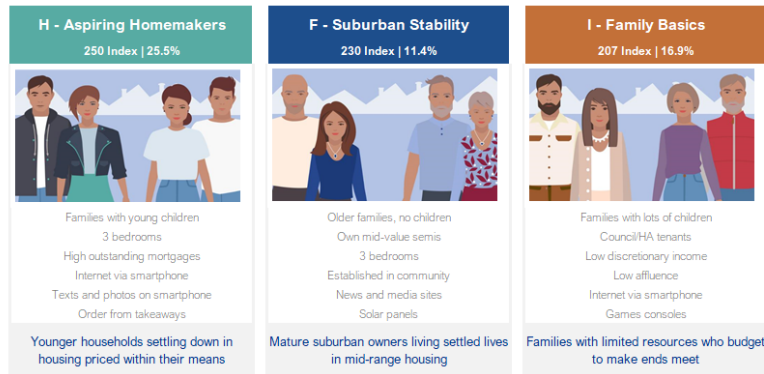 H - Aspiring Homemakers
250 Index | 25.5%
Families with young children
3 bedrooms
High outstanding mortgages
Internet via smartphone
Texts and photos on smartphone
Order from takeaways
Younger households settling down in
housing priced within their means
F - Suburban Stability
230 Index | 11.4%
Older families, no children
Own mid-value semis
3 bedrooms
Established in community
News and media sites
Solar panels
Mature suburban owners living settled lives
in mid-range housing
I - Family Basics
207 Index | 16.9%
Families with lots of children
Council/HA tenants
Low discretionary income
Low affluence
Internet via smartphone
Games consoles
Families with limited resources who budget
to make ends meet